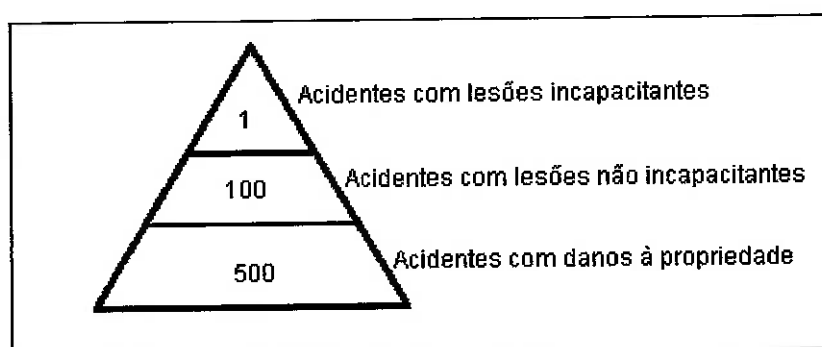 Acidentes com lesões incapacitantes
1
Acidentes com lesões não incapacitantes
100
Acidentes com danos à propriedade
500